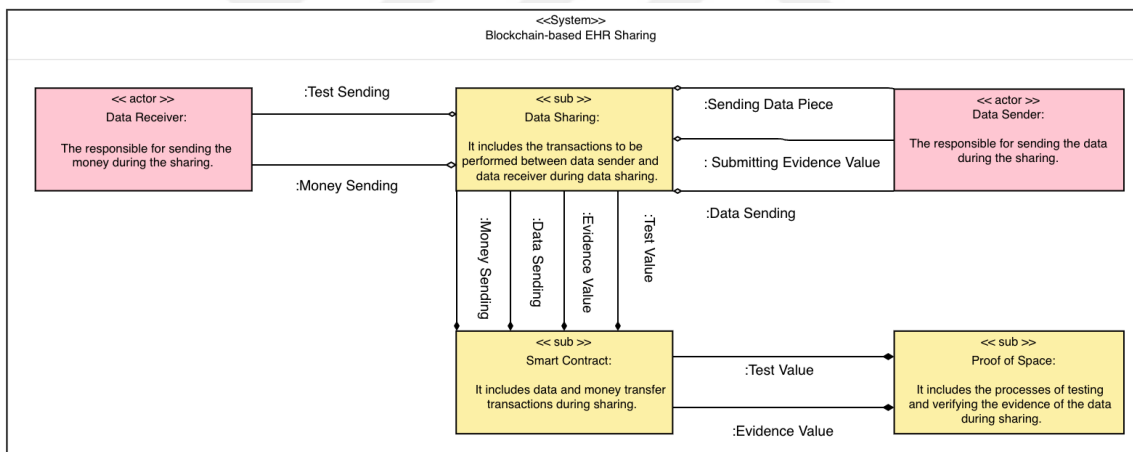 <<System>>
Blockchain-based EHR Sharing
<< actor >>
Data Receiver:
The responsible for sending the
money during the sharing.
:Test Sending
:Money Sending
<< sub >>
Data Sharing:
It includes the transactions to be
performed between data sender and
data receiver during data sharing.
:Sending Data Piece
: Submitting Evidence Value
:Data Sending
<< actor >>
Data Sender:
The responsible for sending the data
during the sharing.
:Money Sending
:Data Sending
:Evidence Value
:Test Value
<< sub >>
Smart Contract:
It includes data and money transfer
transactions during sharing.
:Test Value
:Evidence Value
<< sub >>
Proof of Space:
It includes the processes of testing
and verifying the evidence of the data
during sharing.